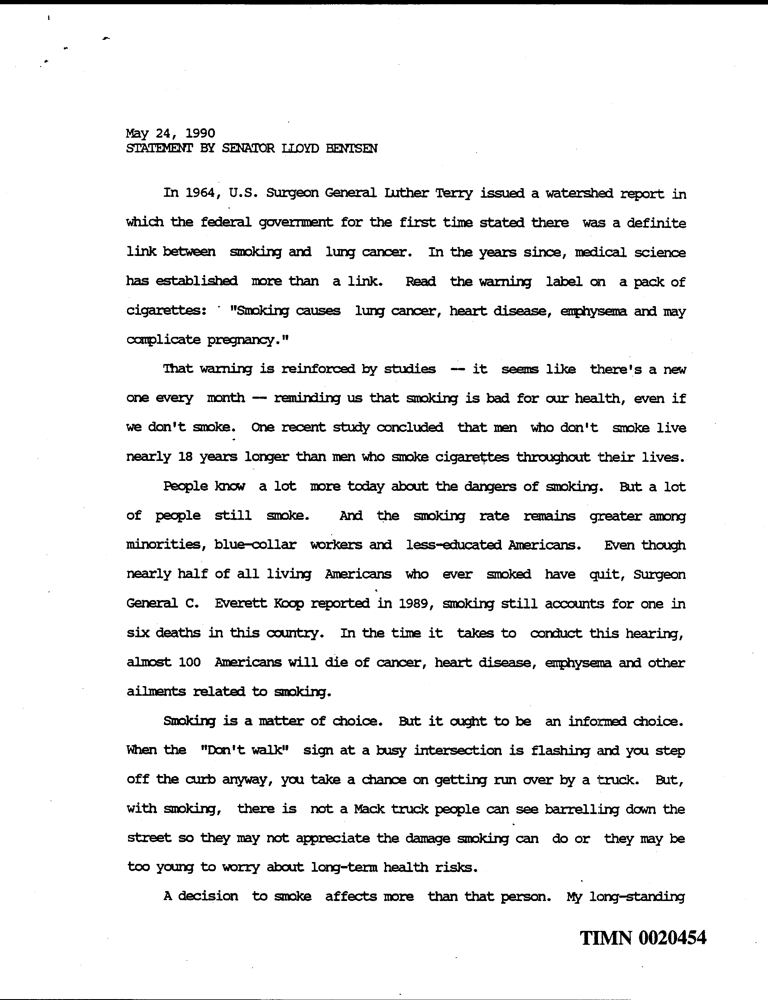 May 24, 1990
STATEMENT BY SENATOR LLOYD BENTSEN
In 1964, U.S. Surgeon General Luther Terry issued a watershed report in
which the federal government for the first time stated there was a definite
link between smoking and lung cancer. In the years since, medical science
has established more than a link. Read the warning label on a pack of
cigarettes: "Smoking causes lung cancer, heart disease, emphysema and may
complicate pregnancy."
That warning is reinforced by studies -- it seems like there's a new
one every month -- reminding us that smoking is bad for our health, even if
we don't smoke. One recent study concluded that men who don't smoke live
nearly 18 years longer than men who smoke cigarettes throughout their lives.
People know a lot more today about the dangers of smoking. But a lot
of people still smoke. And the smoking rate remains greater among
minorities, blue-collar workers and less-educated Americans. Even though
nearly half of all living Americans who ever smoked have quit, Surgeon
General C. Everett Koop reported in 1989, smoking still accounts for one in
six deaths in this country. In the time it takes to conduct this hearing,
almost 100 Americans will die of cancer, heart disease, emphysema and other
ailments related to smoking.
Smoking is a matter of choice. But it ought to be an informed choice.
When the "Don't walk" sign at a busy intersection is flashing and you step
off the curb anyway, you take a chance on getting run over by a truck. But,
with smoking, there is not a Mack truck people can see barrelling down the
street so they may not appreciate the damage smoking can do or they may be
too young to worry about long-term health risks.
A decision to smoke affects more than that person. My long-standing
TIMN 0020454